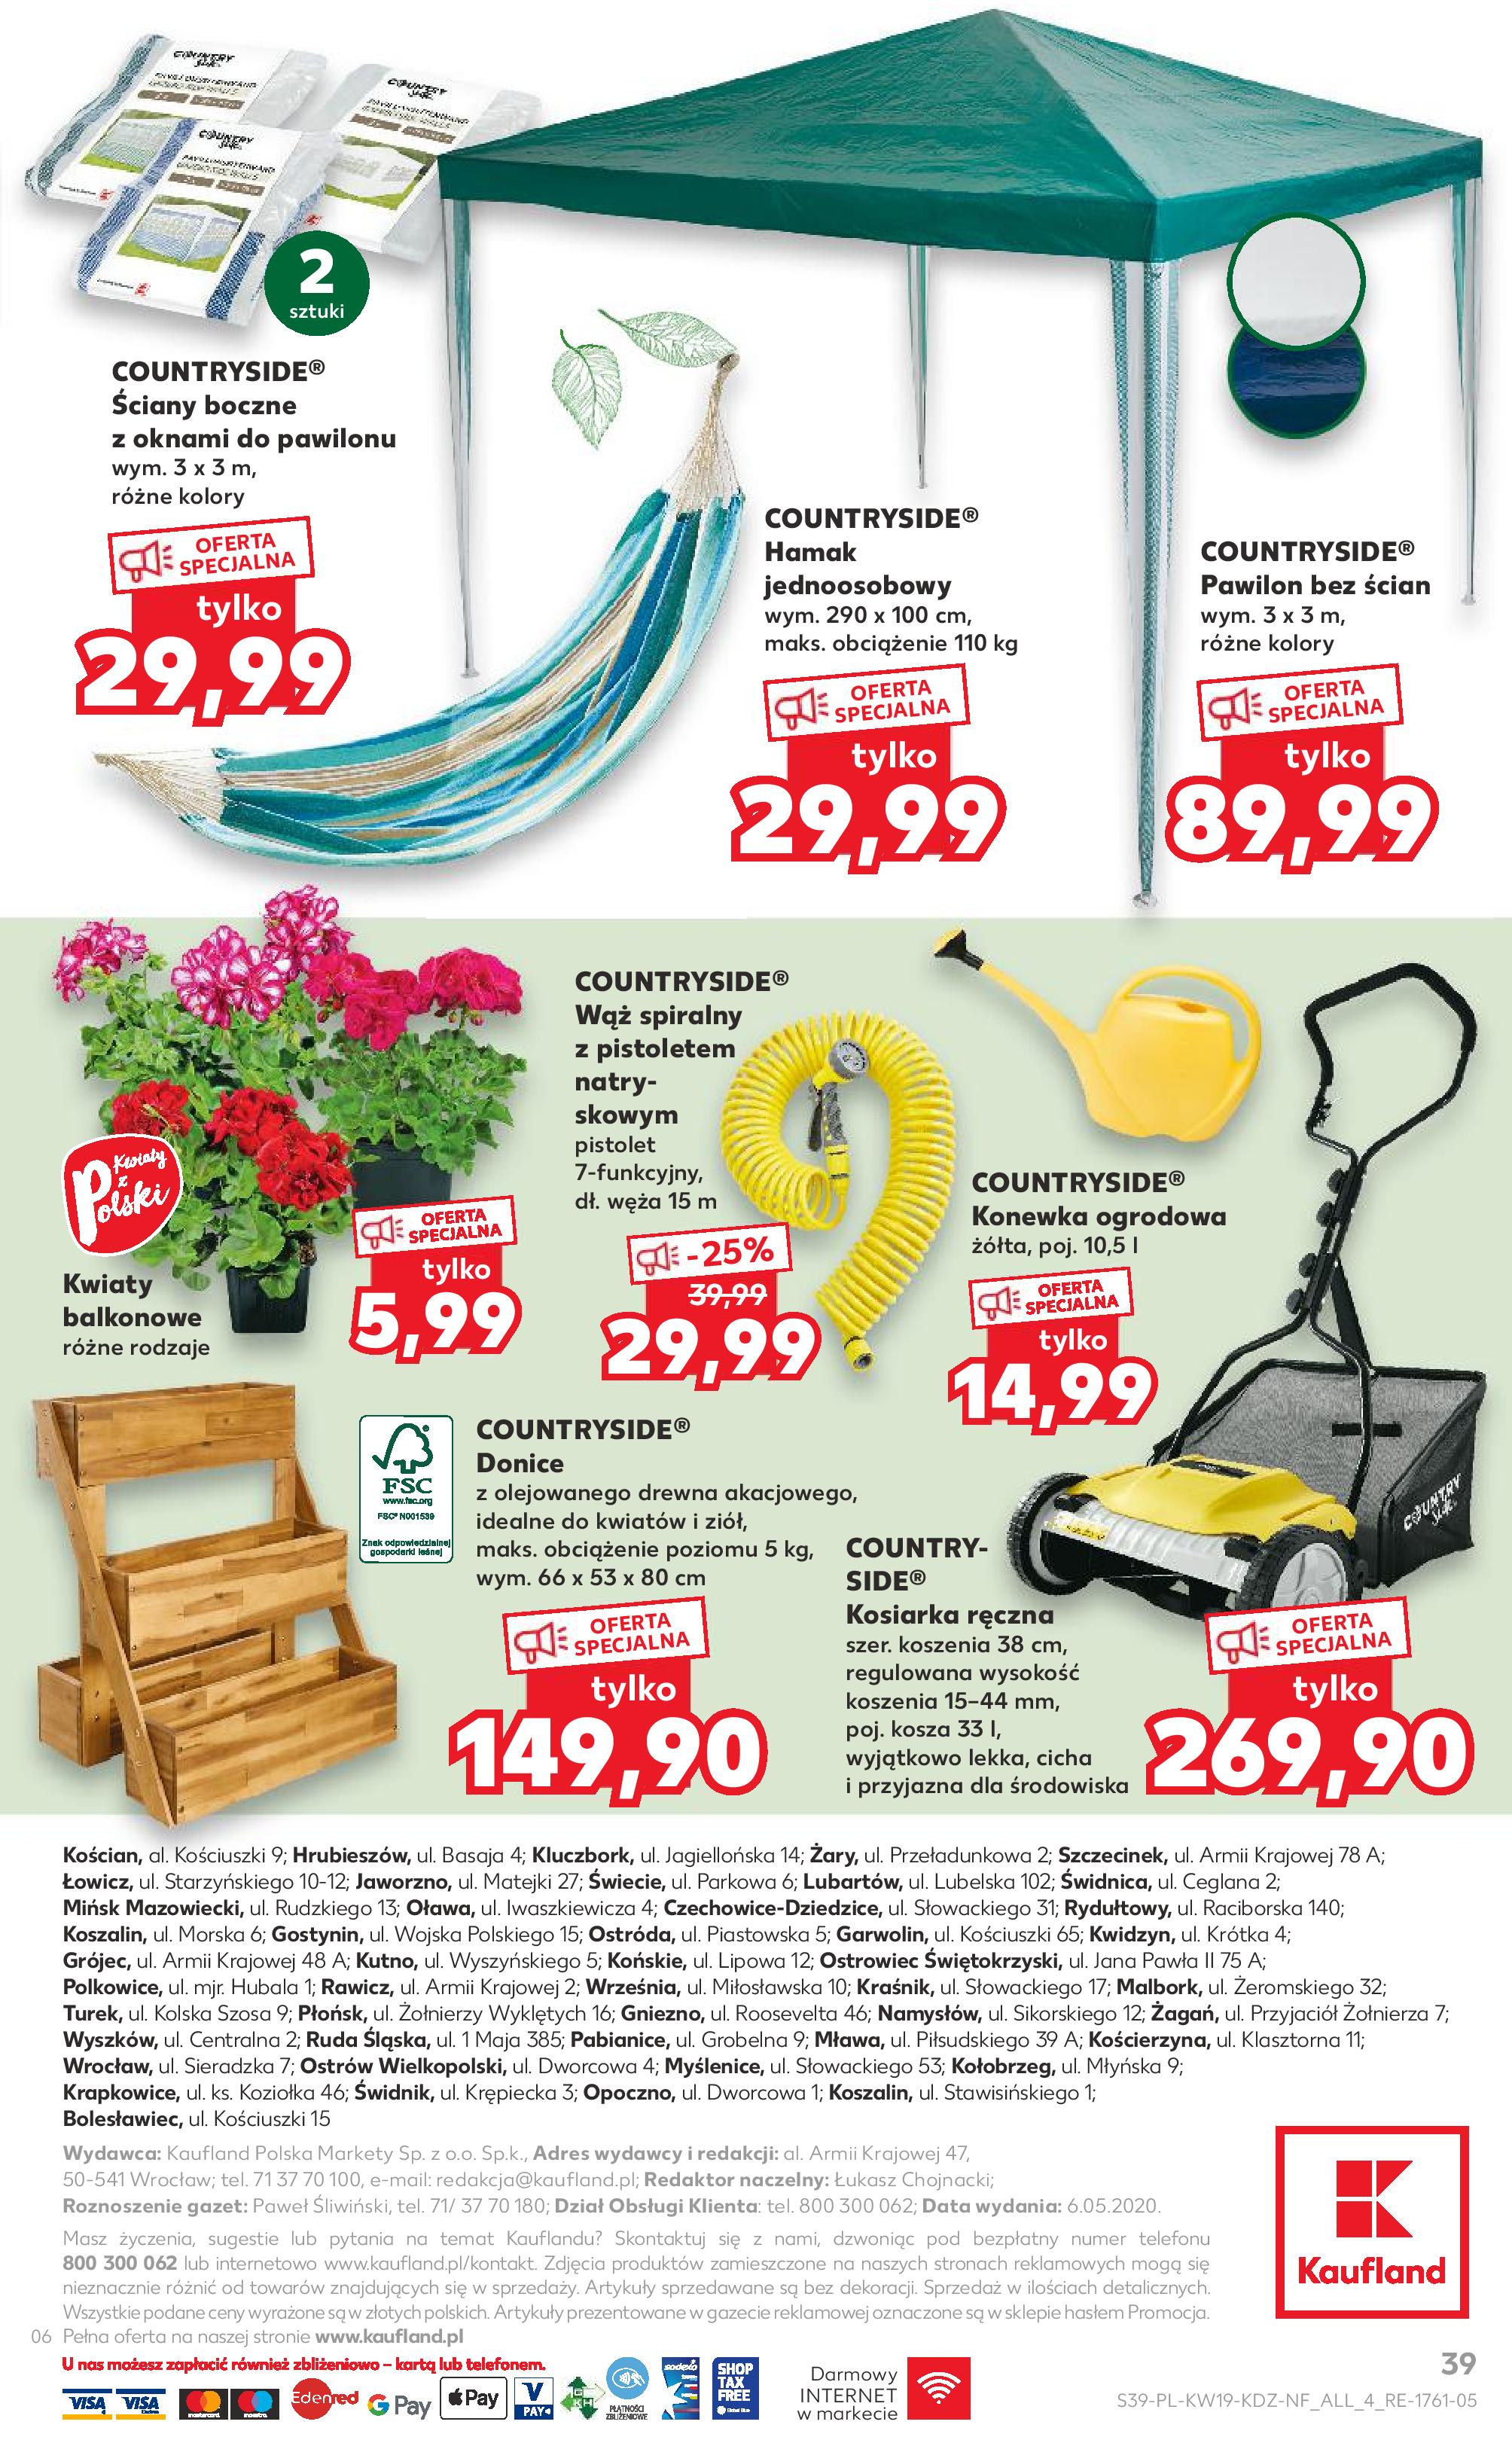 COUNTRY
Side
COUNTRY
Side
COUNTRY
Side
2
sztuki
COUNTRYSIDE®
Ściany boczne
z oknami do pawilonu
wym. 3 x 3 m,
różne kolory
OFERTA
SPECJALNA
tylko
29,99
COUNTRYSIDE®
Hamak
jednoosobowy
wym. 290 x 100 cm,
maks. obciążenie 110 kg
OFERTA
SPECJALNA
tylko
29,99
COUNTRYSIDE®
Pawilon bez ścian
wym. 3 x 3 m,
różne kolory
OFERTA
SPECJALNA
tylko
89,99
Kwiaty
z
Polski
Kwiaty
balkonowe
różne rodzaje
OFERTA
SPECJALNA
tylko
5,99
COUNTRYSIDE®
Wąż spiralny
z pistoletem
natry-
skowym
pistolet
7-funkcyjny,
dł. węża 15 m
-25%
39,99
29,99
COUNTRYSIDE®
Konewka ogrodowa
żółta, poj. 10,5 l
OFERTA
SPECJALNA
tylko
14,99
FSC
www.fsc.org
FSC® N001539
Znak odpowiedzialnej
gospodarki leśnej
COUNTRYSIDE®
Donice
z olejowanego drewna akacjowego,
idealne do kwiatów i ziół,
maks. obciążenie poziomu 5 kg,
wym. 66 x 53 x 80 cm
OFERTA
SPECJALNA
tylko
149,90
COUNTRY
Side
COUNTRY-
SIDE®
Kosiarka ręczna
szer. koszenia 38 cm,
regulowana wysokość
koszenia 15–44 mm,
poj. kosza 33 l,
wyjątkowo lekka, cicha
i przyjazna dla środowiska
OFERTA
SPECJALNA
tylko
269,90
Kościan, al. Kościuszki 9; Hrubieszów, ul. Basaja 4; Kluczbork, ul. Jagiellońska 14; Żary, ul. Przeładunkowa 2; Szczecinek, ul. Armii Krajowej 78 A;
Łowicz, ul. Starzyńskiego 10-12; Jaworzno, ul. Matejki 27; Świecie, ul. Parkowa 6; Lubartów, ul. Lubelska 102; Świdnica, ul. Ceglana 2;
Mińsk Mazowiecki, ul. Rudzkiego 13; Oława, ul. Iwaszkiewicza 4; Czechowice-Dziedzice, ul. Słowackiego 31; Rydułtowy, ul. Raciborska 140;
Koszalin, ul. Morska 6; Gostynin, ul. Wojska Polskiego 15; Ostróda, ul. Piastowska 5; Garwolin, ul. Kościuszki 65; Kwidzyn, ul. Krótka 4;
Grójec, ul. Armii Krajowej 48 A; Kutno, ul. Wyszyńskiego 5; Końskie, ul. Lipowa 12; Ostrowiec Świętokrzyski, ul. Jana Pawła II 75 A;
Polkowice, ul. mjr. Hubala 1; Rawicz, ul. Armii Krajowej 2; Września, ul. Miłosławska 10; Kraśnik, ul. Słowackiego 17; Malbork, ul. Żeromskiego 32;
Turek, ul. Kolska Szosa 9; Płońsk, ul. Żołnierzy Wyklętych 16; Gniezno, ul. Roosevelta 46; Namysłów, ul. Sikorskiego 12; Żagań, ul. Przyjaciół Żołnierza 7;
Wyszków, ul. Centralna 2; Ruda Śląska, ul. 1 Maja 385; Pabianice, ul. Grobelna 9; Mława, ul. Piłsudskiego 39 A; Kościerzyna, ul. Klasztorna 11;
Wrocław, ul. Sieradzka 7; Ostrów Wielkopolski, ul. Dworcowa 4; Myślenice, ul. Słowackiego 53; Kołobrzeg, ul. Młyńska 9;
Krapkowice, ul. ks. Koziołka 46; Świdnik, ul. Krępiecka 3; Opoczno, ul. Dworcowa 1; Koszalin, ul. Stawisińskiego 1;
Bolesławiec, ul. Kościuszki 15
Wydawca: Kaufland Polska Markety Sp. z o.o. Sp.k., Adres wydawcy i redakcji: al. Armii Krajowej 47,
50-541 Wrocław; tel. 71 37 70 100, e-mail: redakcja@kaufland.pl; Redaktor naczelny: Łukasz Chojnacki;
Roznoszenie gazet: Paweł Śliwiński, tel. 71/ 37 70 180; Dział Obsługi Klienta: tel. 800 300 062; Data wydania: 6.05.2020.
Masz życzenia, sugestie lub pytania na temat Kauflandu? Skontaktuj się z nami, dzwoniąc pod bezpłatny numer telefonu
800 300 062 lub internetowo www.kaufland.pl/kontakt. Zdjęcia produktów zamieszczone na naszych stronach reklamowych mogą się
nieznacznie różnić od towarów znajdujących się w sprzedaży. Artykuły sprzedawane są bez dekoracji. Sprzedaż w ilościach detalicznych.
Wszystkie podane ceny wyrażone są w złotych polskich. Artykuły prezentowane w gazecie reklamowej oznaczone są w sklepie hasłem Promocja.
06 Pełna oferta na naszej stronie www.kaufland.pl
Kaufland
U nas możesz zapłacić również zbliżeniowo – kartą lub telefonem.
VISA VISA mastercard maestro Edenred G Pay Pay V PAY KH PŁATNOŚCI ZBLIŻENIOWE sodexo SHOP TAX FREE Global Blue
Darmowy
INTERNET
w markecie
39
S39-PL-KW19-KDZ-NF_ALL_4_RE-1761-05